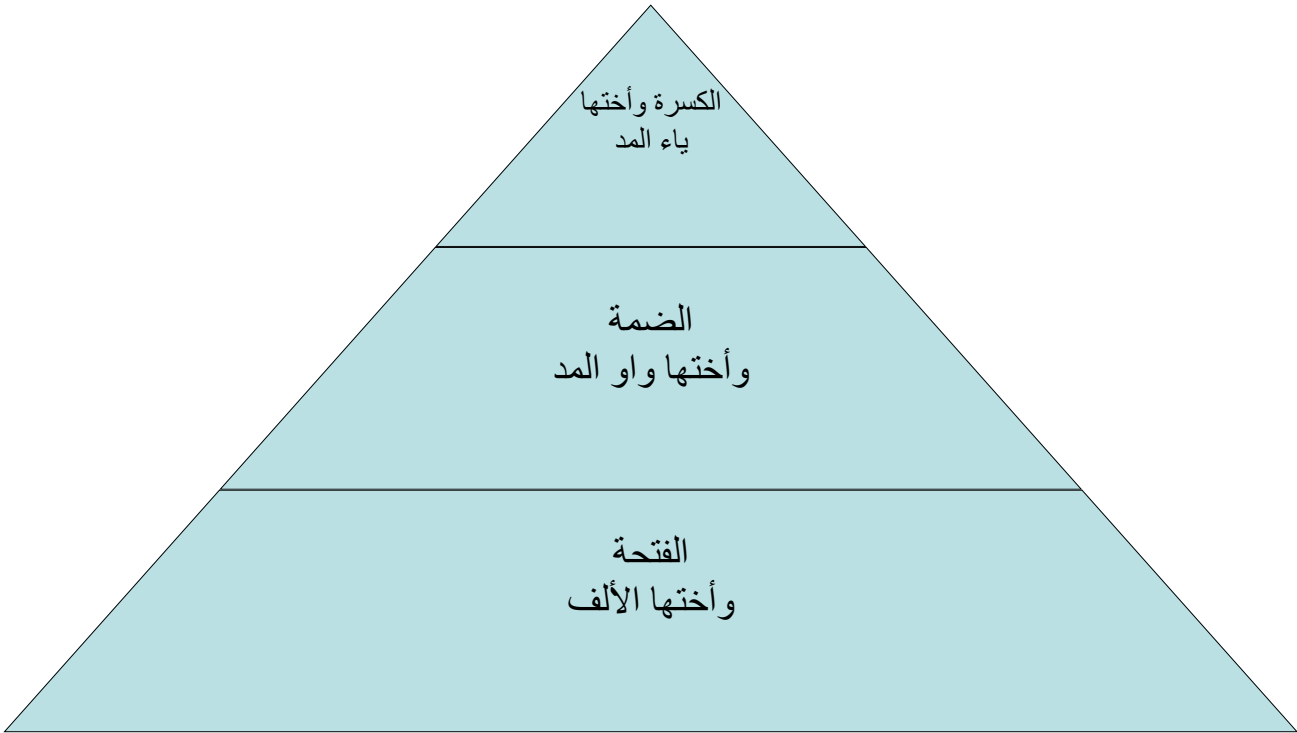 الكسرة وأختها
ياء المد
الضمة
وأختها واو المد
الفتحة
وأختها الألف